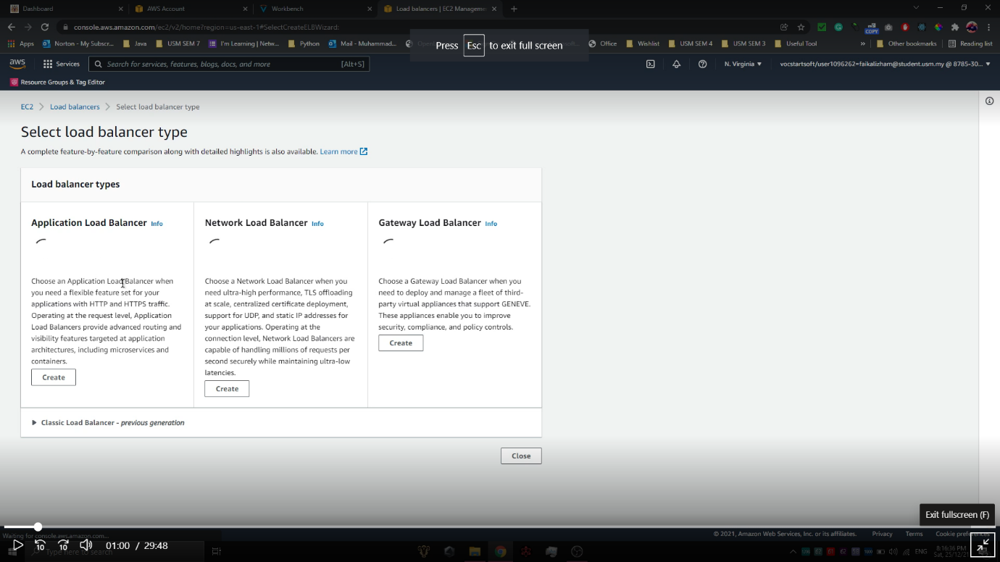 Dashboard
AWS Account
Workbench
Load balancers | EC2 Manageme
console.aws.amazon.com/ec2/v2/home?region=us-east-1#SelectCreateELBWizard:
Apps
Norton - My Subscr...
Java
USM SEM 7
I'm Learning | Netw...
Python
Mail - Muhammad...
Office
Wishlist
USM SEM 4
USM SEM 3
Useful Tool
Other bookmarks
Reading list
COPY
Press Esc to exit full screen
aws
Services
Search for services, features, blogs, docs, and more
[Alt+S]
N. Virginia
vocstartsoft/user1096262=faikalizham@student.usm.my @ 8785-30...
Resource Groups & Tag Editor
EC2
Load balancers
Select load balancer type
Select load balancer type
A complete feature-by-feature comparison along with detailed highlights is also available. Learn more
Load balancer types
Application Load Balancer Info
Choose an Application Load Balancer when
you need a flexible feature set for your
applications with HTTP and HTTPS traffic.
Operating at the request level, Application
Load Balancers provide advanced routing and
visibility features targeted at application
architectures, including microservices and
containers.
Create
Network Load Balancer Info
Choose a Network Load Balancer when you
need ultra-high performance, TLS offloading
at scale, centralized certificate deployment,
support for UDP, and static IP addresses for
your applications. Operating at the
connection level, Network Load Balancers are
capable of handling millions of requests per
second securely while maintaining ultra-low
latencies.
Create
Gateway Load Balancer Info
Choose a Gateway Load Balancer when you
need to deploy and manage a fleet of third-
party virtual appliances that support GENEVE.
These appliances enable you to improve
security, compliance, and policy controls.
Create
Classic Load Balancer - previous generation
Close
Exit fullscreen (F)
Waiting for console.aws.amazon.com...
© 2021, Amazon Web Services, Inc. or its affiliates.
Privacy
Terms
Cookie preferences
10
10
01:00 / 29:48
Type here to search
ENG
8:16:36 PM
Sat, 25/12/21